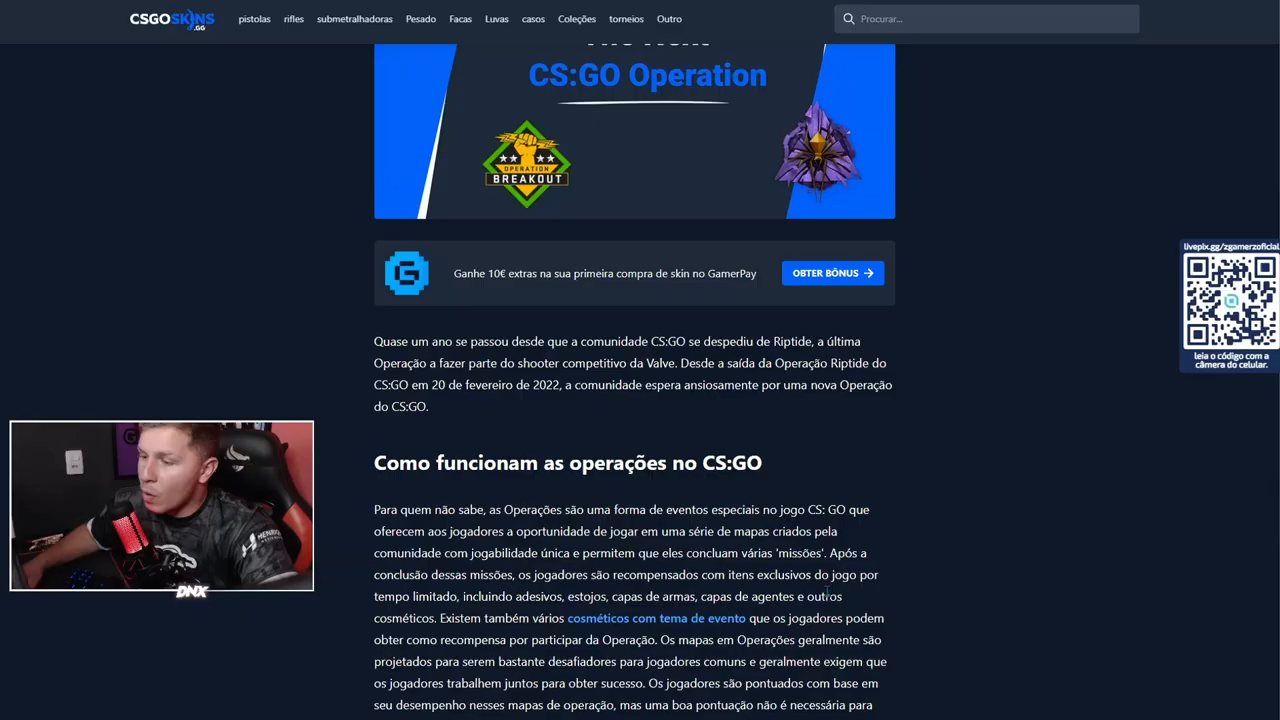 CSGOSKINS
.GG
pistolas rifles submetralhadoras Pesado Facas Luvas casos Coleções torneios Outro
Procurar...
CS:GO Operation
OPERATION
BREAKOUT
Ganhe 10€ extras na sua primeira compra de skin no GamerPay
OBTER BÔNUS
livepix.gg/zgamerzoficial
leia o código com a
câmera do celular.
Quase um ano se passou desde que a comunidade CS:GO se despediu de Riptide, a última
Operação a fazer parte do shooter competitivo da Valve. Desde a saída da Operação Riptide do
CS:GO em 20 de fevereiro de 2022, a comunidade espera ansiosamente por uma nova Operação
do CS:GO.
Como funcionam as operações no CS:GO
Para quem não sabe, as Operações são uma forma de eventos especiais no jogo CS: GO que
oferecem aos jogadores a oportunidade de jogar em uma série de mapas criados pela
comunidade com jogabilidade única e permitem que eles concluam várias 'missões'. Após a
conclusão dessas missões, os jogadores são recompensados com itens exclusivos do jogo por
tempo limitado, incluindo adesivos, estojos, capas de armas, capas de agentes e outros
cosméticos. Existem também vários cosméticos com tema de evento que os jogadores podem
obter como recompensa por participar da Operação. Os mapas em Operações geralmente são
projetados para serem bastante desafiadores para jogadores comuns e geralmente exigem que
os jogadores trabalhem juntos para obter sucesso. Os jogadores são pontuados com base em
seu desempenho nesses mapas de operação, mas uma boa pontuação não é necessária para
DNX